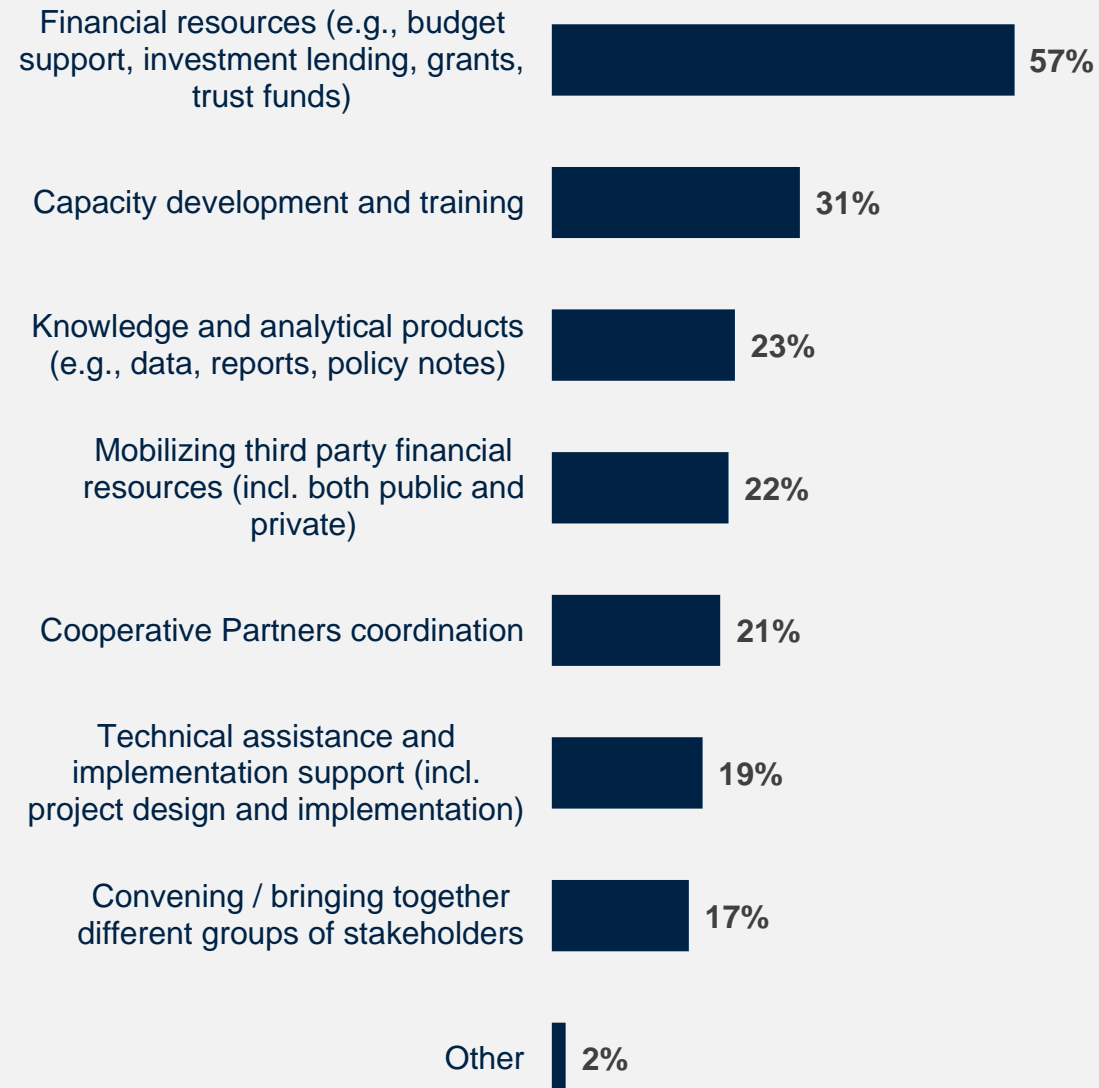 Financial resources (e.g., budget
support, investment lending, grants,
trust funds)
57%
Capacity development and training
31%
Knowledge and analytical products
(e.g., data, reports, policy notes)
23%
Mobilizing third party financial
resources (incl. both public and
private)
22%
Cooperative Partners coordination
21%
Technical assistance and
implementation support (incl.
project design and implementation)
19%
Convening / bringing together
different groups of stakeholders
17%
Other
2%